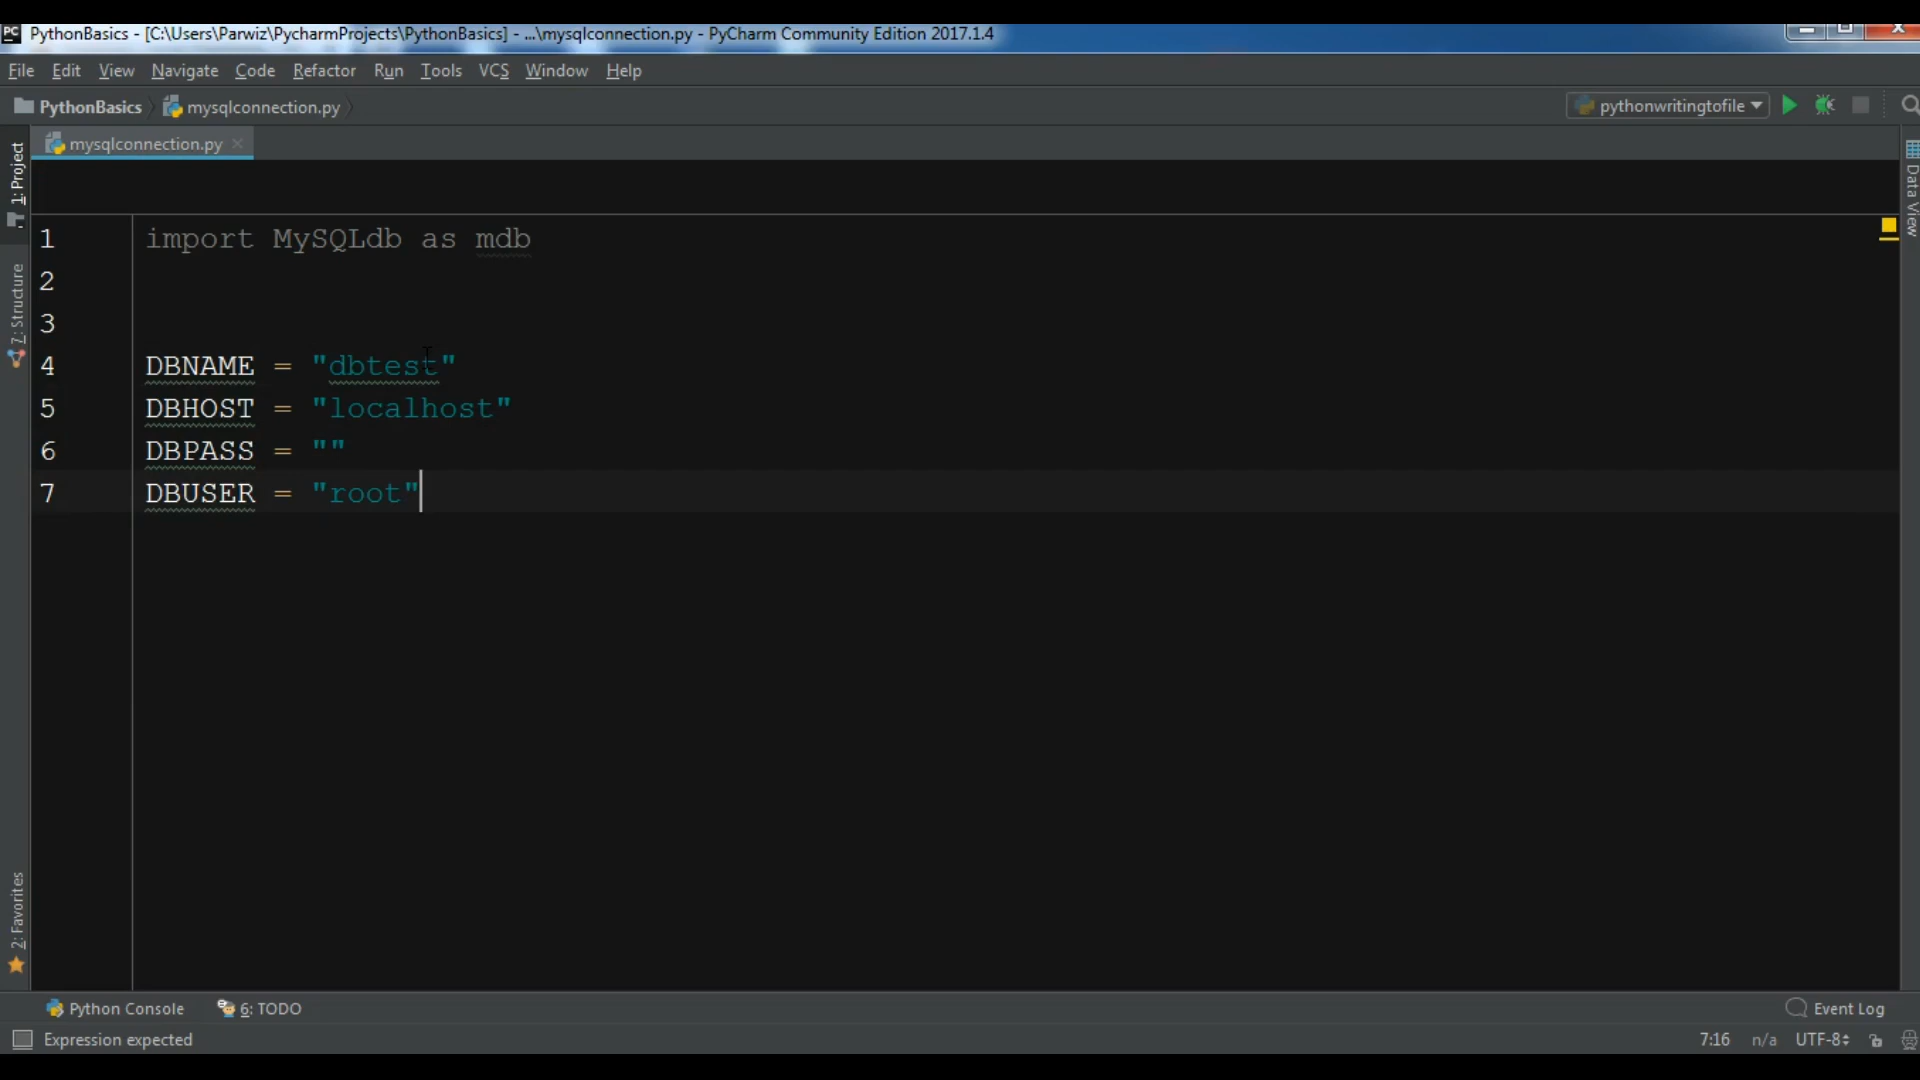 PC PythonBasics - [C:\Users\Parwiz\PycharmProjects\PythonBasics] - ...\mysqlconnection.py - PyCharm Community Edition 2017.1.4
File Edit View Navigate Code Refactor Run Tools VCS Window Help
PythonBasics mysqlconnection.py pythonwritingtofile
mysqlconnection.py
1: Project
7: Structure
2: Favorites
Data View
1 import MySQLdb as mdb
2
3
4 DBNAME = "dbtest"
5 DBHOST = "localhost"
6 DBPASS = ""
7 DBUSER = "root"
Python Console 6: TODO Event Log
Expression expected 7:16 n/a UTF-8